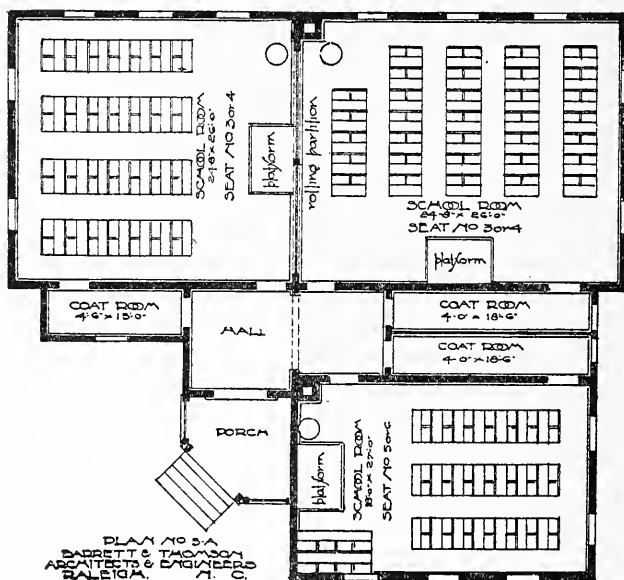 SCHOOL ROOM
24'-8" x 26'-0"
SEAT NO 3 or 4
platform
rolling partition
SCHOOL ROOM
24'-8" x 26'-0"
SEAT NO 3 or 4
platform
COAT ROOM
4'-6" x 13'-0"
HALL
COAT ROOM
4'-0" x 18'-6"
COAT ROOM
4'-0" x 18'-6"
PORCH
platform
SCHOOL ROOM
SEAT NO 5 or 6
PLAN NO 5-A
BARRETT & THOMSON
ARCHITECTS & ENGINEERS
RALEIGH. N. C.